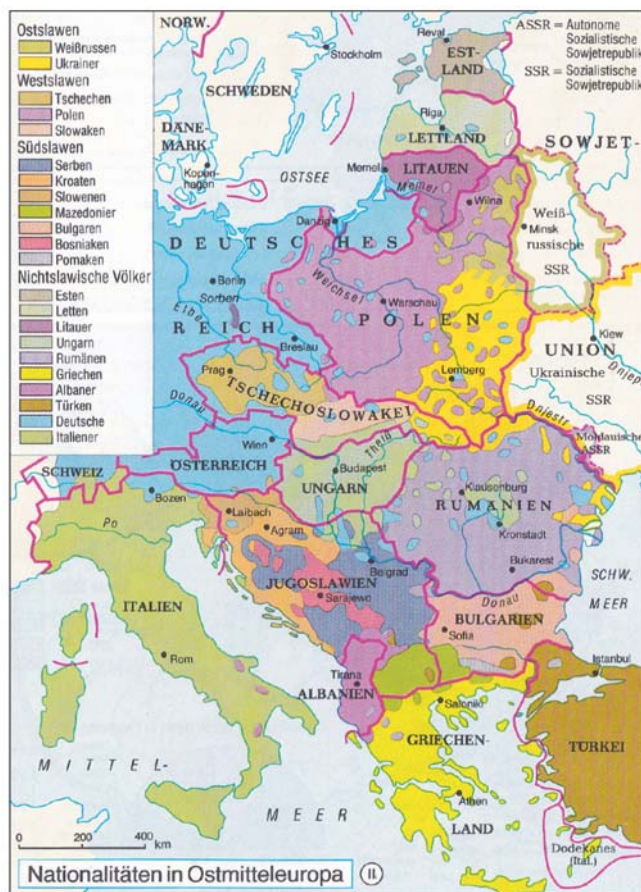 Ostslawen
Weißrussen
Ukrainer
Westslawen
Tschechen
Polen
Slowaken
Südslawen
Serben
Kroaten
Slowenen
Mazedonier
Bulgaren
Bosniaken
Pomaken
Nichtslawische Völker
Esten
Letten
Litauer
Ungarn
Rumänen
Griechen
Albaner
Türken
Deutsche
Italiener
ASSR = Autonome
Sozialistische
Sowjetrepublik
SSR = Sozialistische
Sowjetrepublik
NORW.
Stockholm
SCHWEDEN
Reval
EST-
LAND
Riga
LETTLAND
DÄNE-
MARK
Kopen-
hagen
OSTSEE
Memel
LITAUEN
Memel
Wilna
SOWJET-
Weiß-
Minsk
russische
SSR
Danzig
DEUTSCHES
Berlin
Sorben
Elbe
REICH
Breslau
Weichsel
Warschau
POLEN
Lemberg
Kiew
UNION
Ukrainische
SSR
Dnjepr
Dnjestr
Moldauische
ASSR
Prag
TSCHECHOSLOWAKEI
Donau
Wien
ÖSTERREICH
SCHWEIZ
Bozen
Theiß
Budapest
UNGARN
Klausenburg
RUMÄNIEN
Kronstadt
Bukarest
Po
Laibach
Agram
Belgrad
JUGOSLAWIEN
Sarajewo
SCHW.
MEER
Donau
BULGARIEN
Sofia
ITALIEN
Rom
Tirana
ALBANIEN
Saloniki
Istanbul
GRIECHEN-
TÜRKEI
MITTEL-
MEER
Athen
LAND
Dodekanes
(Ital.)
0 200 400
km
Nationalitäten in Ostmitteleuropa II.